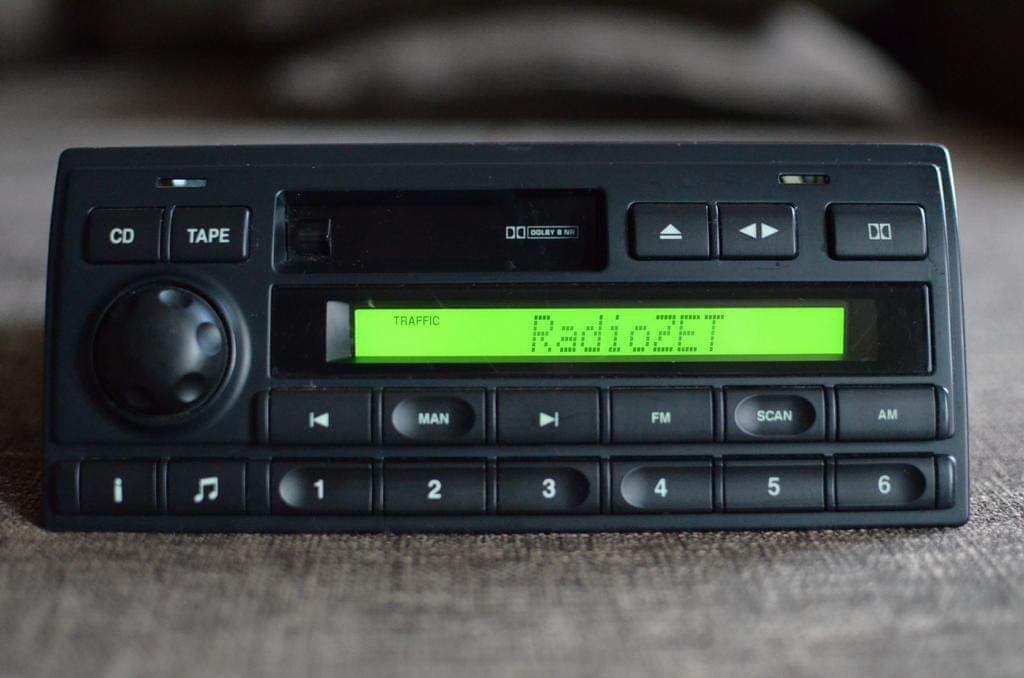 CD TAPE
DOLBY B NR
TRAFFIC RadioZET
MAN FM SCAN AM
i 1 2 3 4 5 6